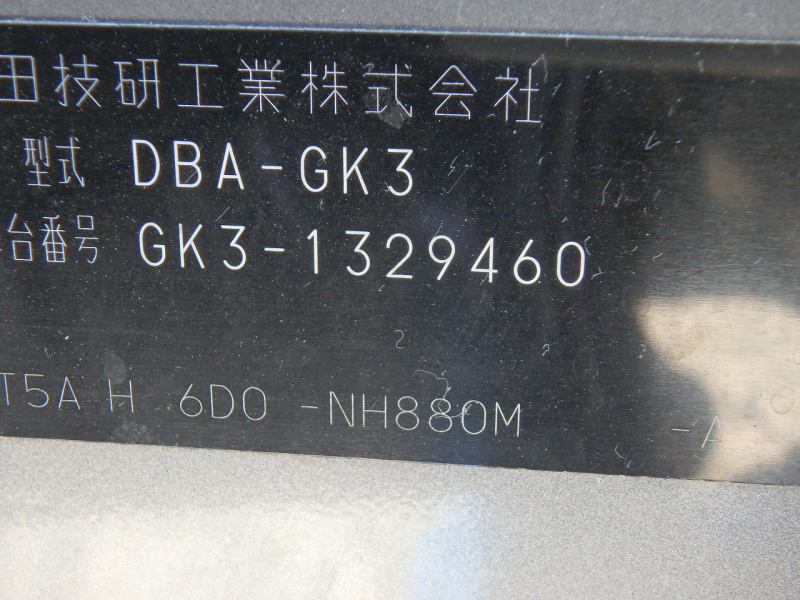 田技研工業株式会社
型式 DBA-GK3
台番号 GK3-1329460
T5A H 6D0 -NH880M -A